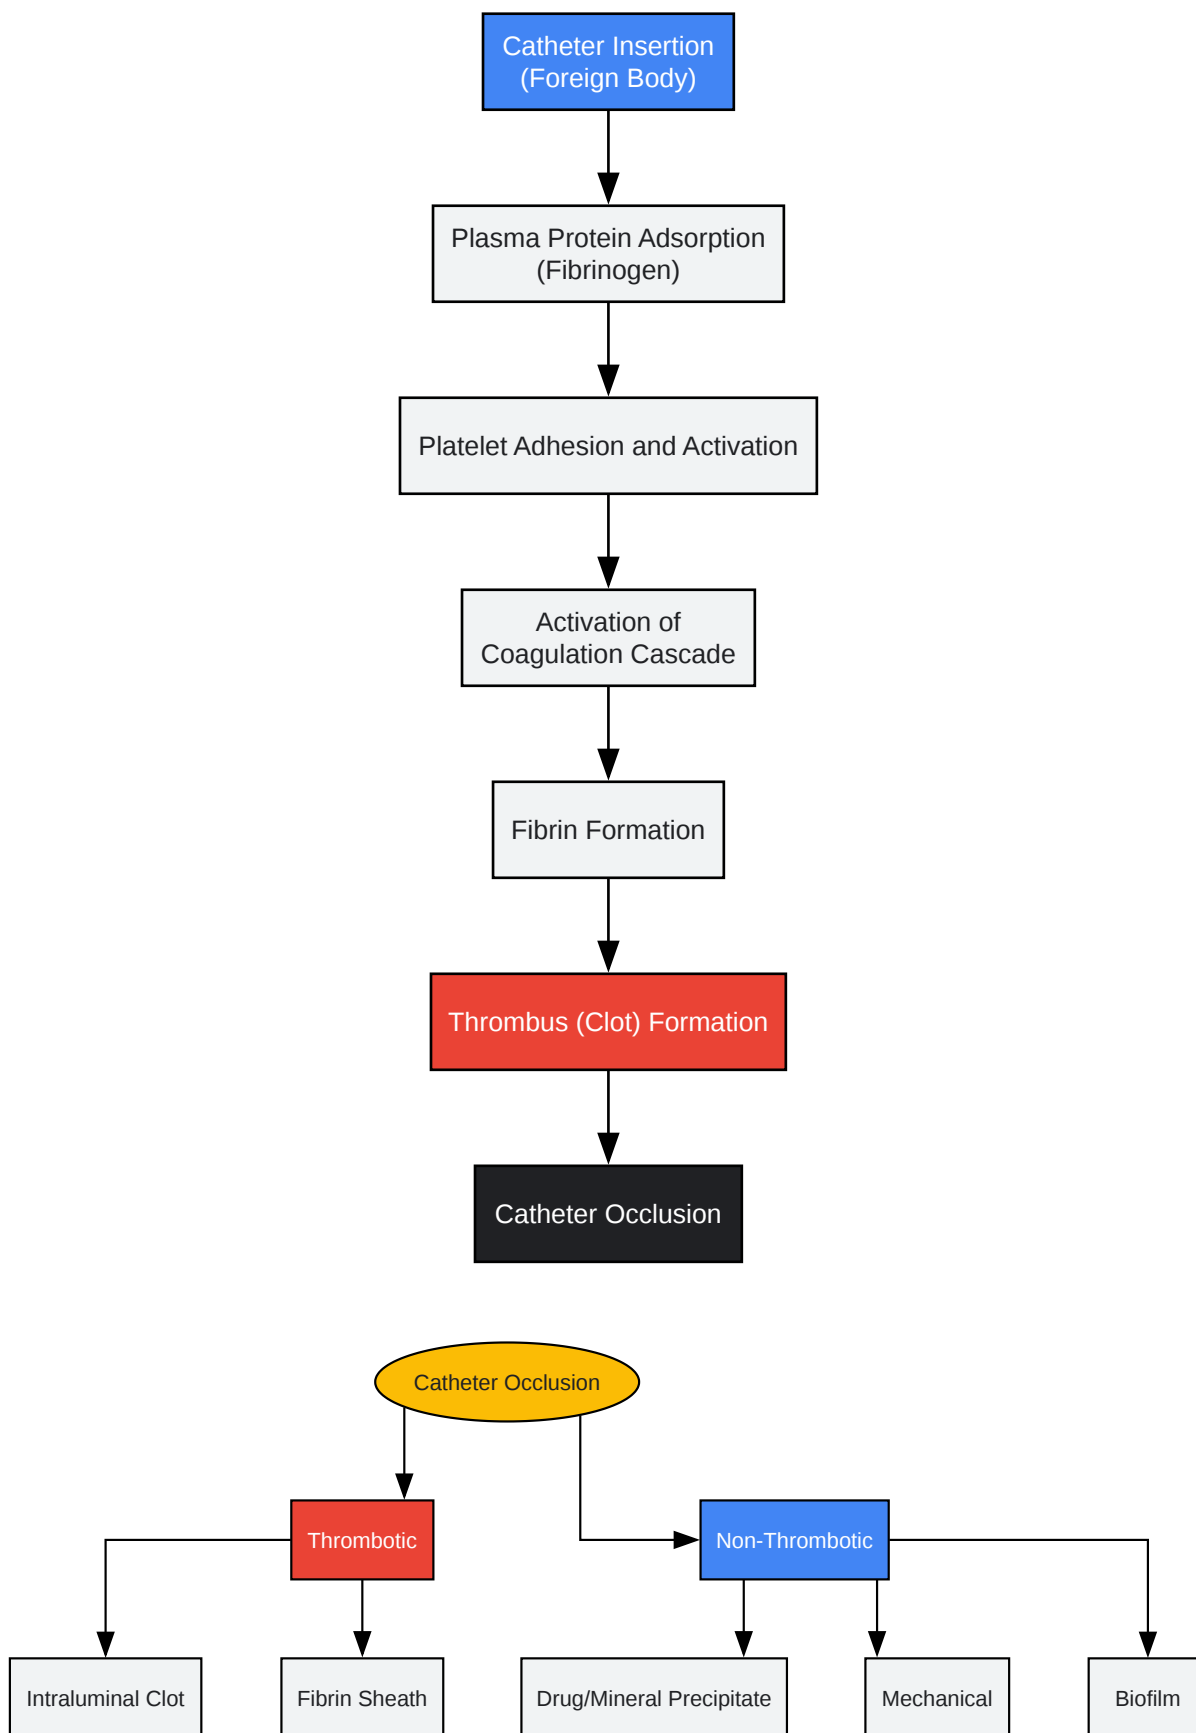 Catheter Insertion
(Foreign Body)
Plasma Protein Adsorption
(Fibrinogen)
Platelet Adhesion and Activation
Activation of
Coagulation Cascade
Fibrin Formation
Thrombus (Clot) Formation
Catheter Occlusion
Catheter Occlusion
Thrombotic
Non-Thrombotic
Intraluminal Clot
Fibrin Sheath
Drug/Mineral Precipitate
Mechanical
Biofilm